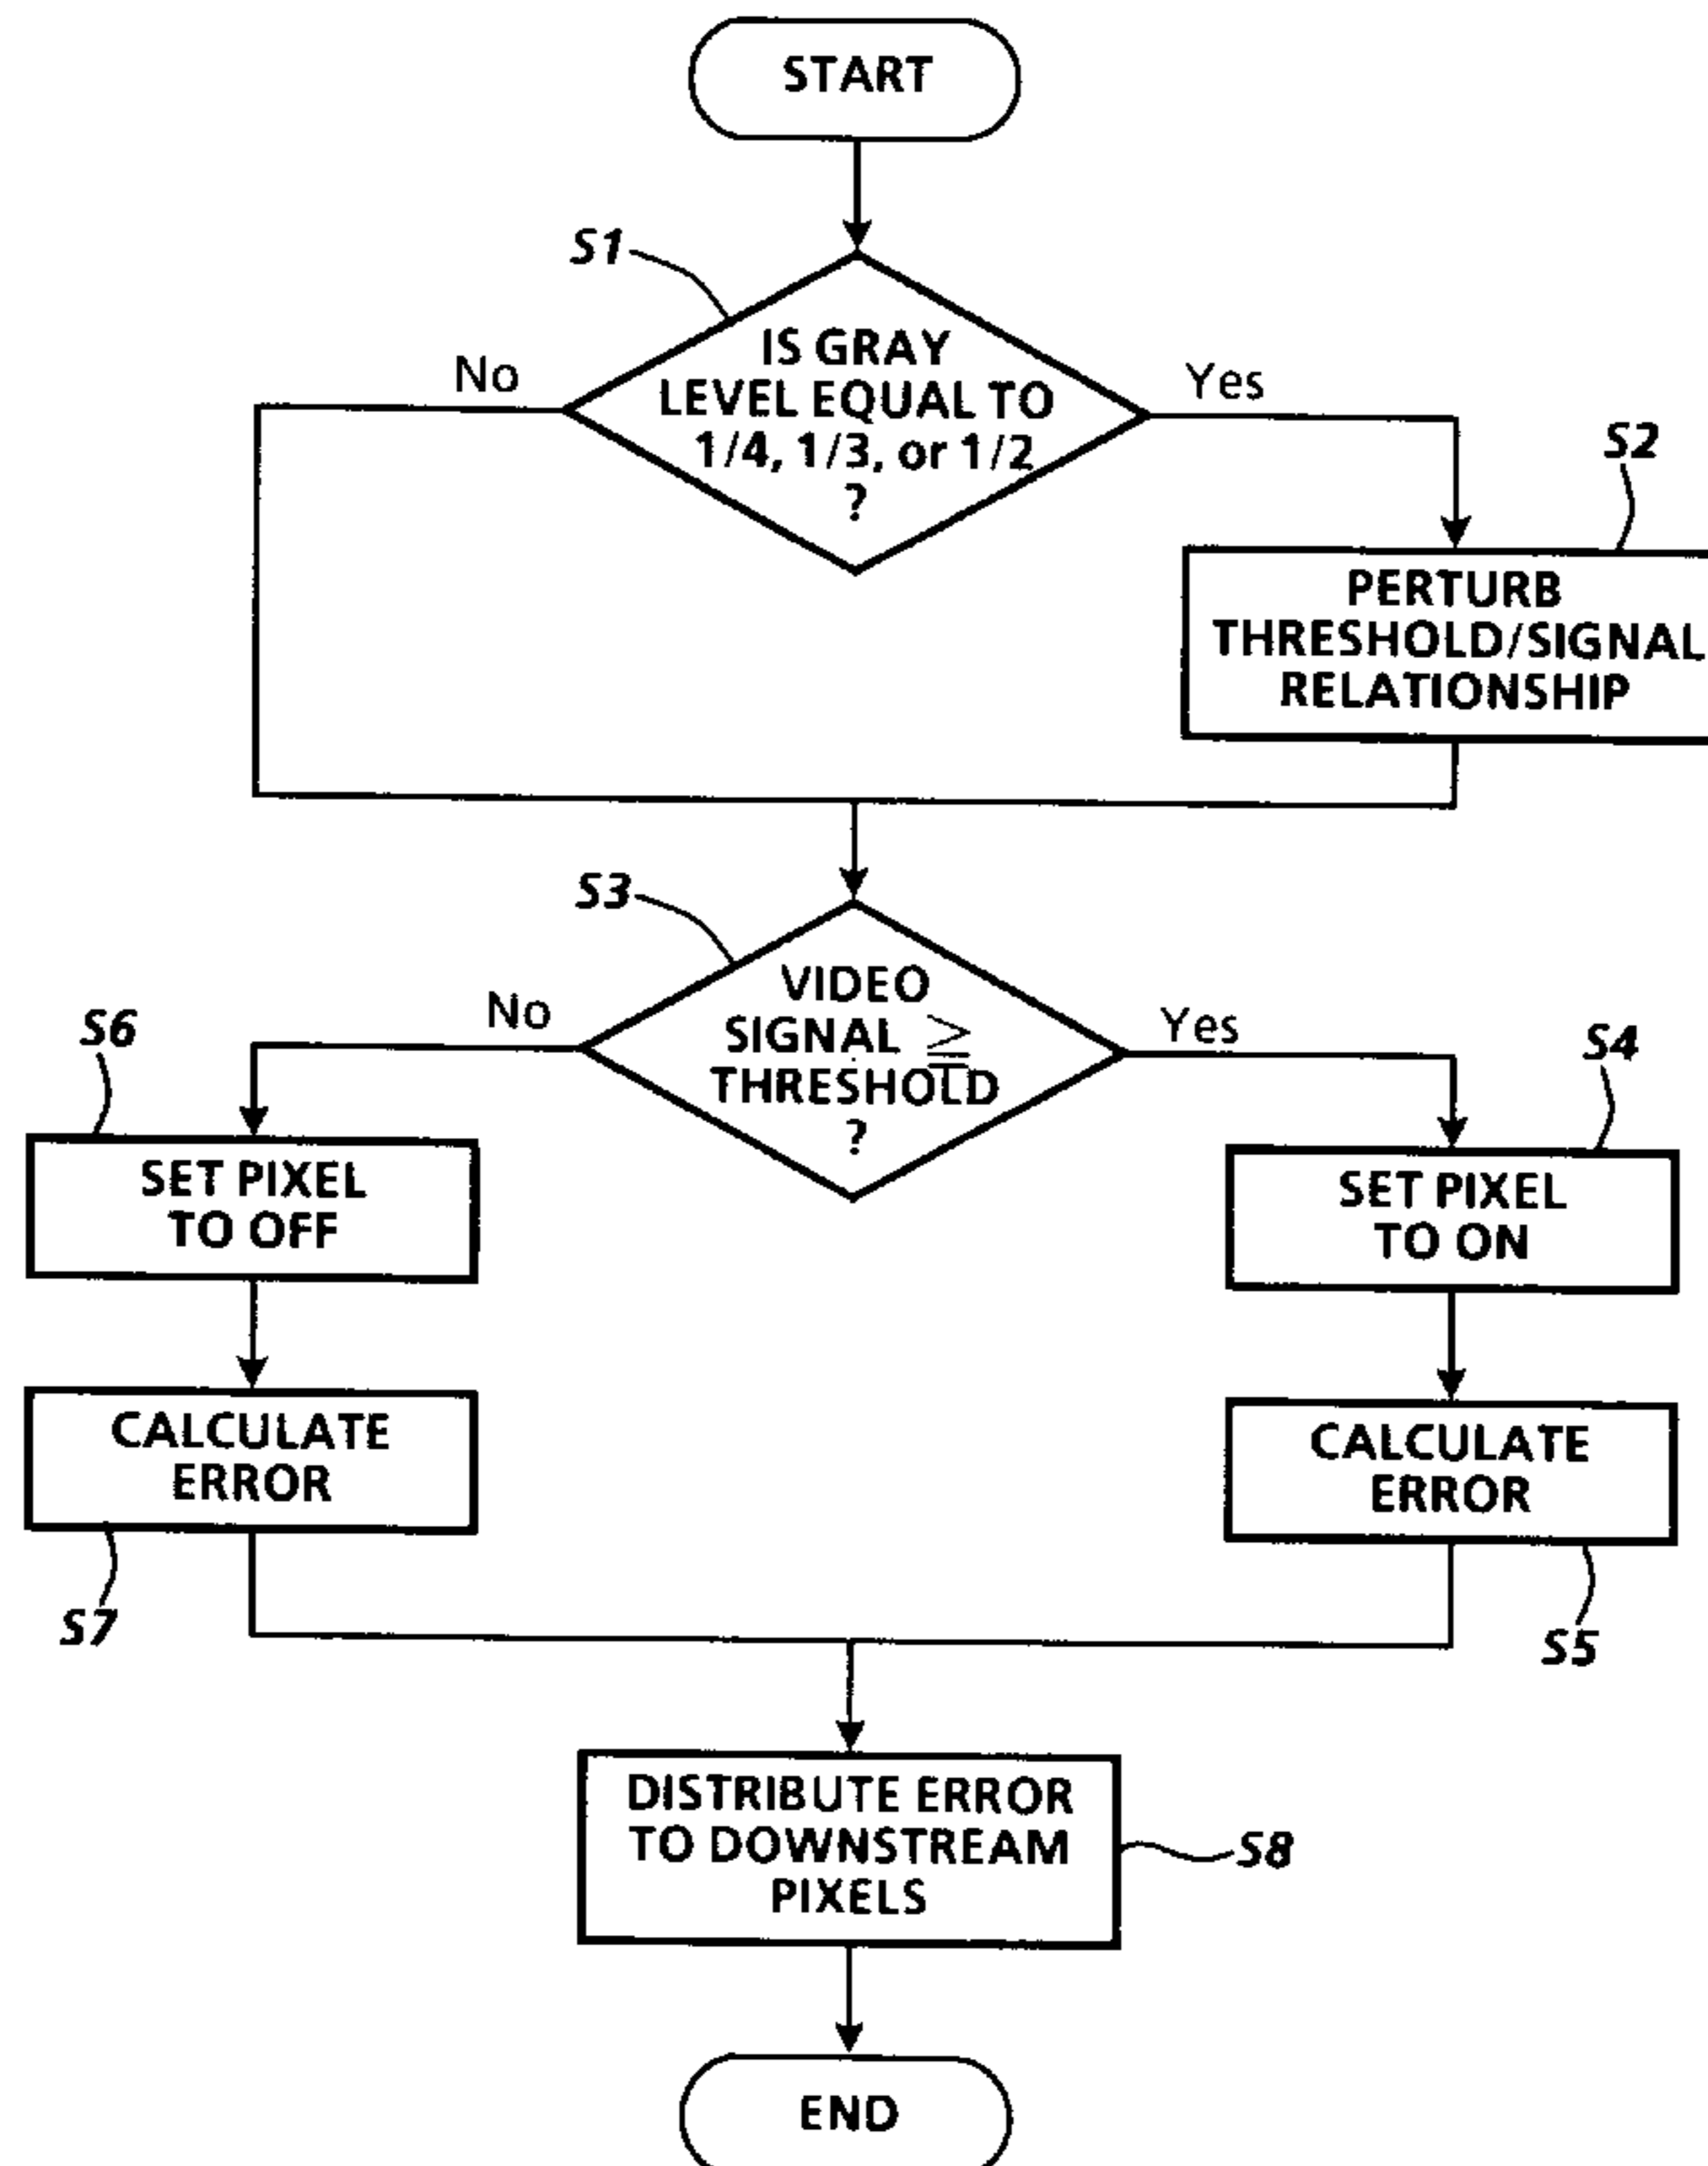 START
S1
IS GRAY
LEVEL EQUAL TO
1/4, 1/3, or 1/2
?
No
Yes
S2
PERTURB
THRESHOLD/SIGNAL
RELATIONSHIP
S3
VIDEO
SIGNAL ≧
THRESHOLD
?
No
Yes
S6
SET PIXEL
TO OFF
S4
SET PIXEL
TO ON
CALCULATE
ERROR
S7
CALCULATE
ERROR
S5
DISTRIBUTE ERROR
TO DOWNSTREAM
PIXELS
S8
END